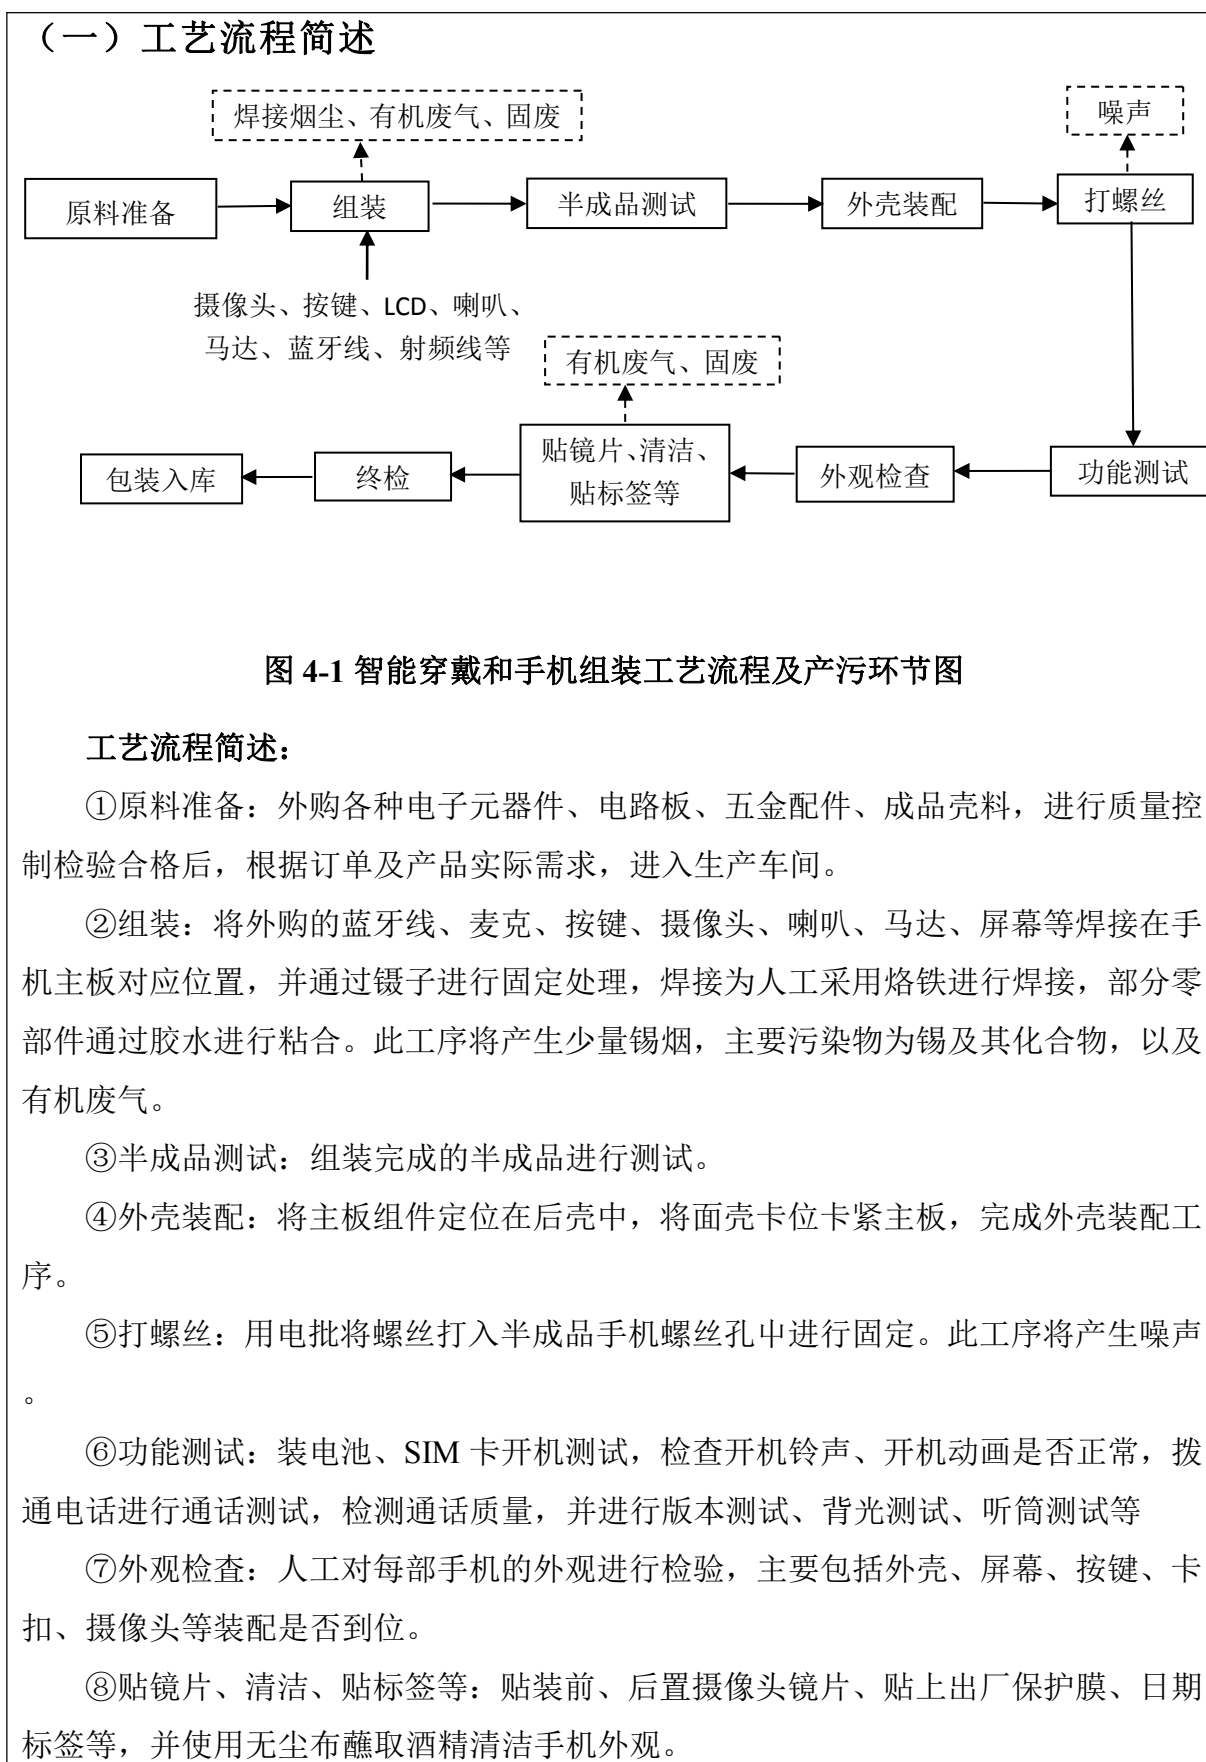 （一）工艺流程简述
焊接烟尘、有机废气、固废
噪声
原料准备
组装
半成品测试
外壳装配
打螺丝
摄像头、按键、LCD、喇叭、
马达、蓝牙线、射频线等
有机废气、固废
包装入库
终检
贴镜片、清洁、
贴标签等
外观检查
功能测试
图 4-1 智能穿戴和手机组装工艺流程及产污环节图
工艺流程简述：
①原料准备：外购各种电子元器件、电路板、五金配件、成品壳料，进行质量控
制检验合格后，根据订单及产品实际需求，进入生产车间。
②组装：将外购的蓝牙线、麦克、按键、摄像头、喇叭、马达、屏幕等焊接在手
机主板对应位置，并通过镊子进行固定处理，焊接为人工采用烙铁进行焊接，部分零
部件通过胶水进行粘合。此工序将产生少量锡烟，主要污染物为锡及其化合物，以及
有机废气。
③半成品测试：组装完成的半成品进行测试。
④外壳装配：将主板组件定位在后壳中，将面壳卡位卡紧主板，完成外壳装配工
序。
⑤打螺丝：用电批将螺丝打入半成品手机螺丝孔中进行固定。此工序将产生噪声
。
⑥功能测试：装电池、SIM 卡开机测试，检查开机铃声、开机动画是否正常，拨
通电话进行通话测试，检测通话质量，并进行版本测试、背光测试、听筒测试等
⑦外观检查：人工对每部手机的外观进行检验，主要包括外壳、屏幕、按键、卡
扣、摄像头等装配是否到位。
⑧贴镜片、清洁、贴标签等：贴装前、后置摄像头镜片、贴上出厂保护膜、日期
标签等，并使用无尘布蘸取酒精清洁手机外观。